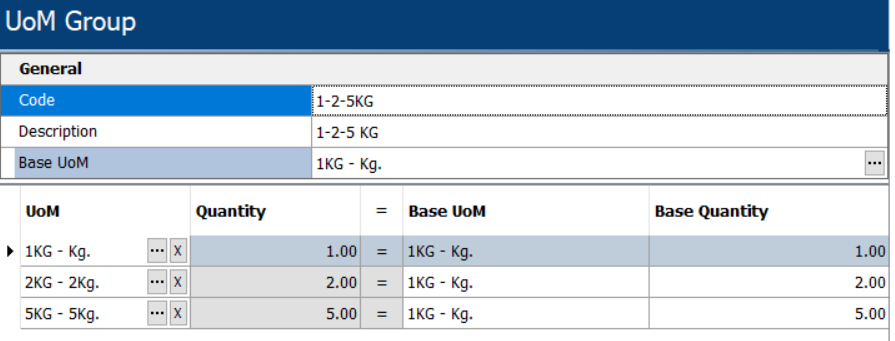 UoM Group
General
Code 1-2-5KG
Description 1-2-5 KG
Base UoM 1KG - Kg. ...
UoM Quantity = Base UoM Base Quantity
1KG - Kg. ... X 1.00 = 1KG - Kg. 1.00
2KG - 2Kg. ... X 2.00 = 1KG - Kg. 2.00
5KG - 5Kg. ... X 5.00 = 1KG - Kg. 5.00